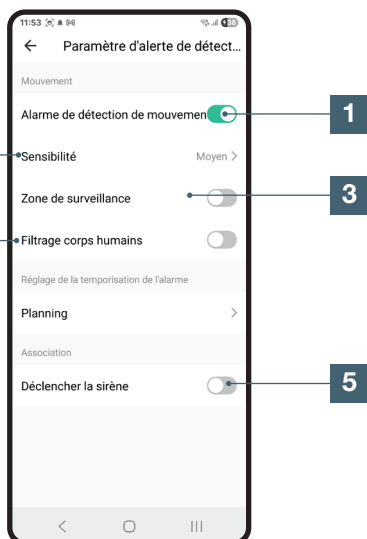 11:53
30
Paramètre d'alerte de détect...
Mouvement
Alarme de détection de mouvemen
1
Sensibilité
Moyen >
Zone de surveillance
3
Filtrage corps humains
Réglage de la temporisation de l'alarme
Planning >
Association
Déclencher la sirène
5